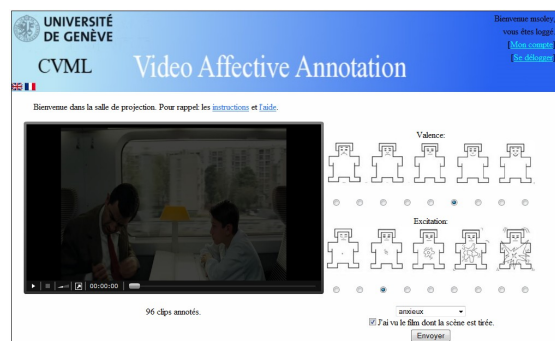 UNIVERSITÉ
DE GENÈVE
CVML
Video Affective Annotation
Bienvenue msoley,
vous êtes loggé.
[Mon compte]
[Se délogger]
Bienvenue dans la salle de projection. Pour rappel: les instructions et l'aide.
Valence:
Excitation:
00:00:00
96 clips annotés.
anxieux
J'ai vu le film dont la scène est tirée.
Envoyer